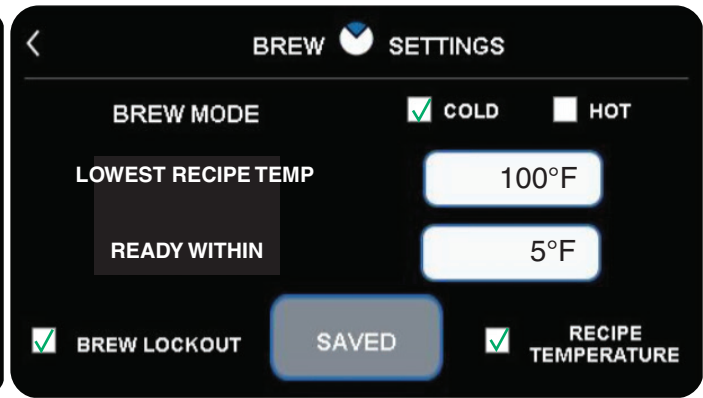 BREW SETTINGS
BREW MODE COLD HOT
LOWEST RECIPE TEMP 100°F
READY WITHIN 5°F
BREW LOCKOUT SAVED RECIPE
TEMPERATURE